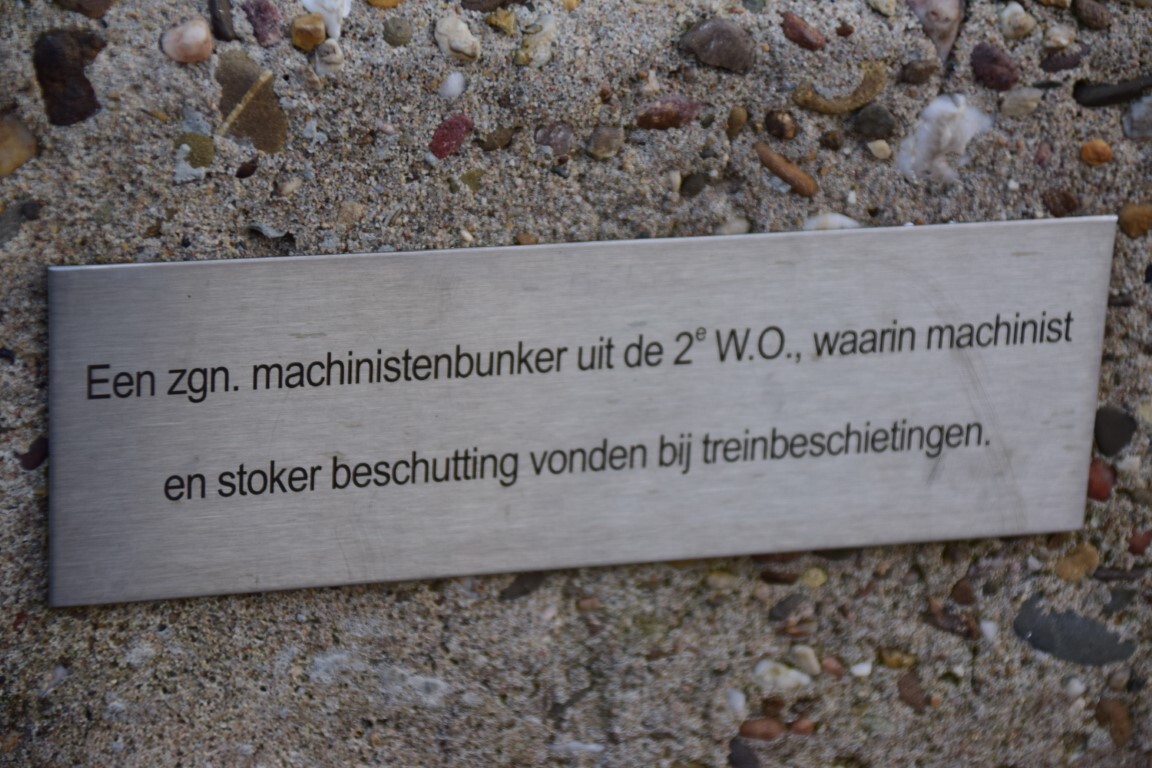 Een zgn. machinistenbunker uit de 2e W.O., waarin machinist
en stoker beschutting vonden bij treinbeschietingen.